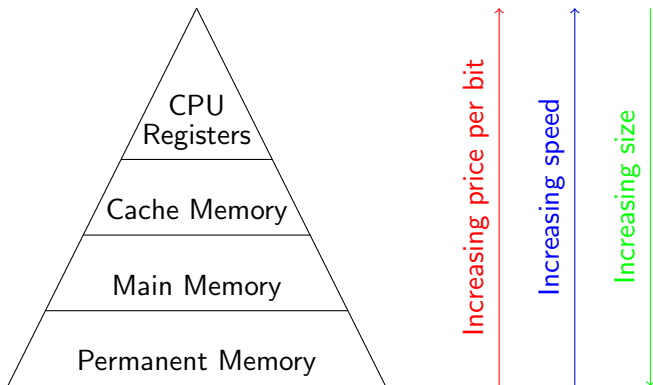 CPU
Registers
Cache Memory
Main Memory
Permanent Memory
Increasing price per bit
Increasing speed
Increasing size